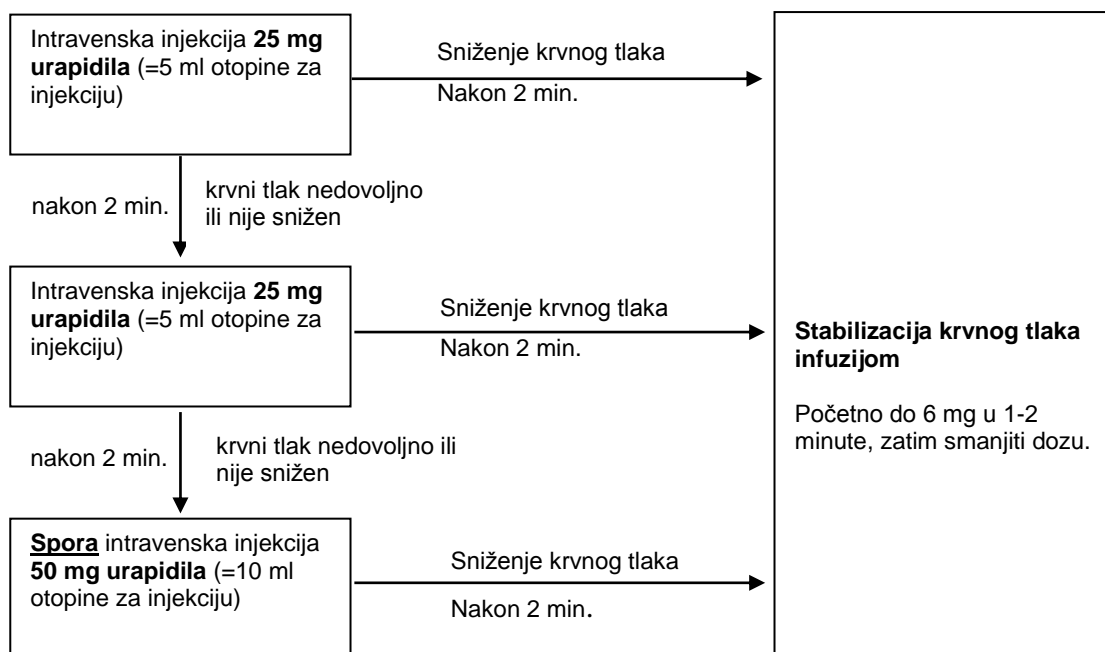 Intravenska injekcija 25 mg
urapidila (=5 ml otopine za
injekciju)
Sniženje krvnog tlaka
Nakon 2 min.
nakon 2 min.
krvni tlak nedovoljno
ili nije snižen
Intravenska injekcija 25 mg
urapidila (=5 ml otopine za
injekciju)
Sniženje krvnog tlaka
Nakon 2 min.
nakon 2 min.
krvni tlak nedovoljno ili
nije snižen
Spora intravenska injekcija
50 mg urapidila (=10 ml
otopine za injekciju)
Sniženje krvnog tlaka
Nakon 2 min.
Stabilizacija krvnog tlaka
infuzijom
Početno do 6 mg u 1-2
minute, zatim smanjiti dozu.